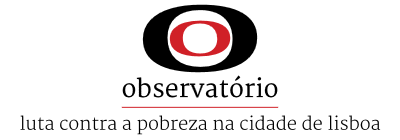 observatório
luta contra a pobreza na cidade de lisboa